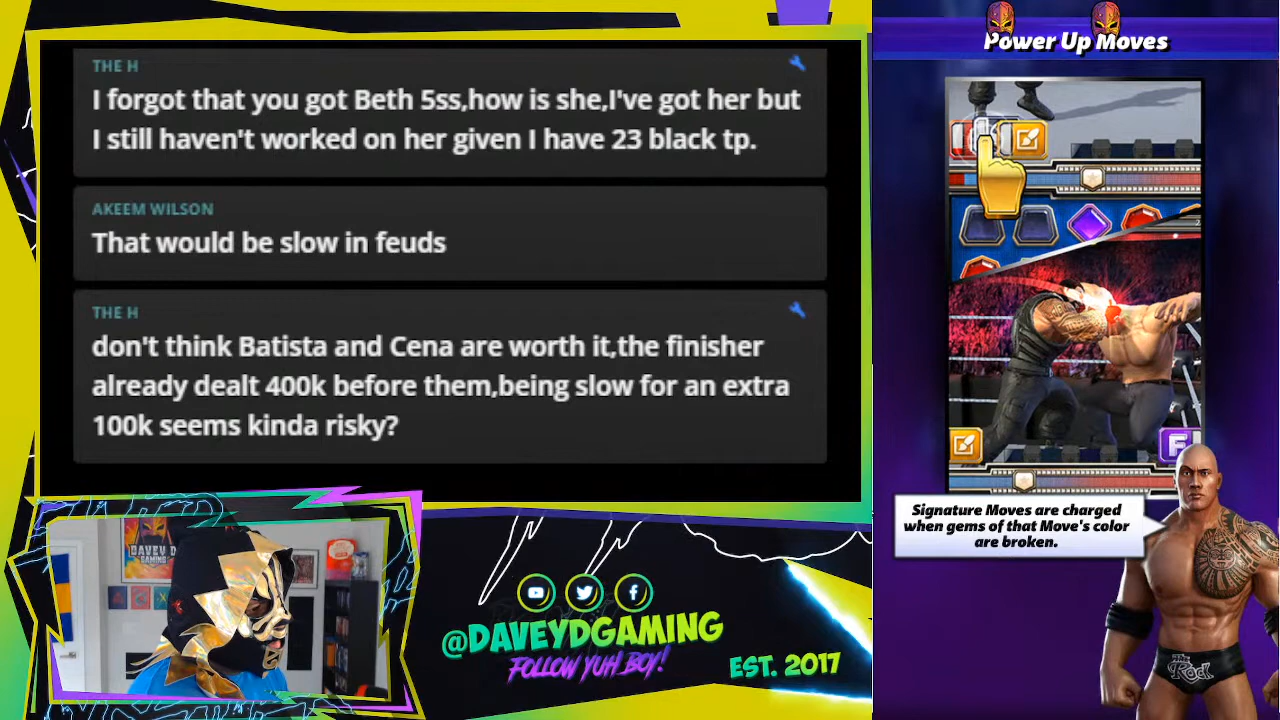 THE H
I forgot that you got Beth 5ss,how is she,I've got her but
I still haven't worked on her given I have 23 black tp.
AKEEM WILSON
That would be slow in feuds
THE H
don't think Batista and Cena are worth it,the finisher
already dealt 400k before them,being slow for an extra
100k seems kinda risky?
DAVEY D
GAMING
@DAVEYDGAMING
FOLLOW YUH BOY!
EST. 2017
Power Up Moves
F
Signature Moves are charged
when gems of that Move's color
are broken.
The
Rock